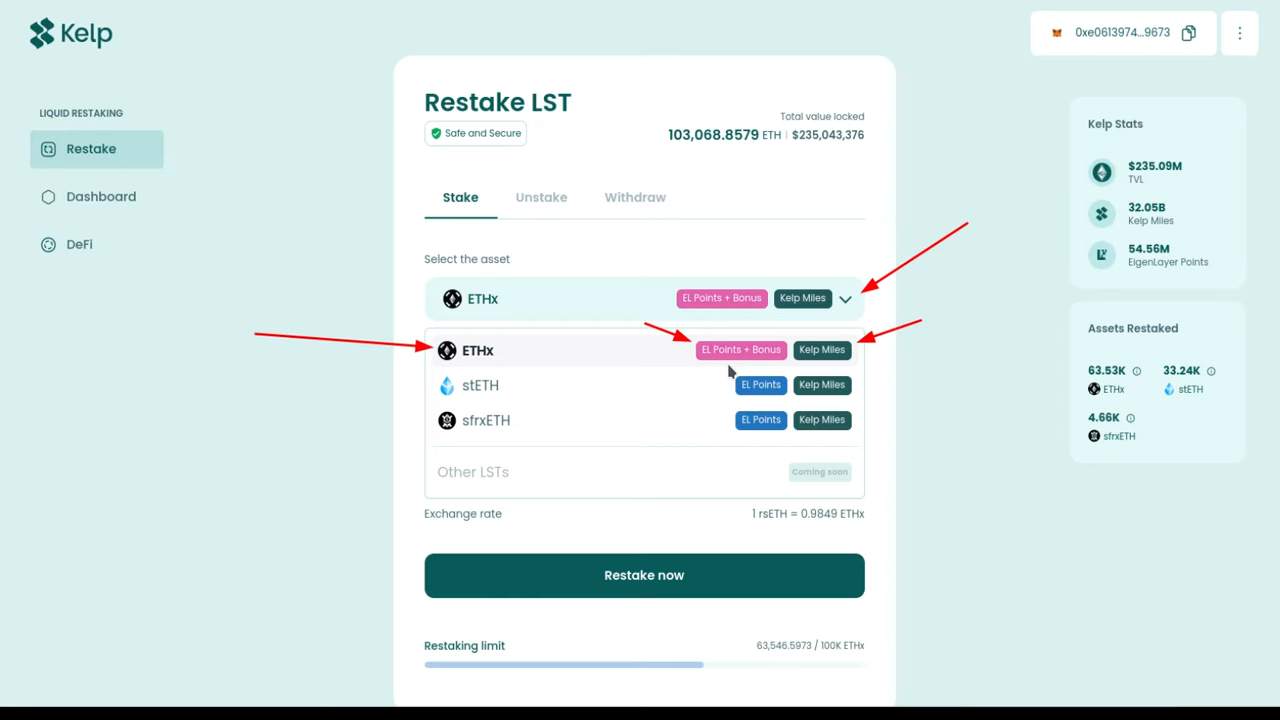 Kelp
0xe0613974...9673
LIQUID RESTAKING
Restake
Dashboard
DeFi
Restake LST
Safe and Secure
Total value locked
103,068.8579 ETH | $235,043,376
Stake Unstake Withdraw
Select the asset
ETHx EL Points + Bonus Kelp Miles
ETHx EL Points + Bonus Kelp Miles
stETH EL Points Kelp Miles
sfrxETH EL Points Kelp Miles
Other LSTs Coming soon
Exchange rate 1 rsETH = 0.9849 ETHx
Restake now
Restaking limit 63,546.5973 / 100K ETHx
Kelp Stats
$235.09M
TVL
32.05B
Kelp Miles
54.56M
EigenLayer Points
Assets Restaked
63.53K 33.24K
ETHx stETH
4.66K
sfrxETH